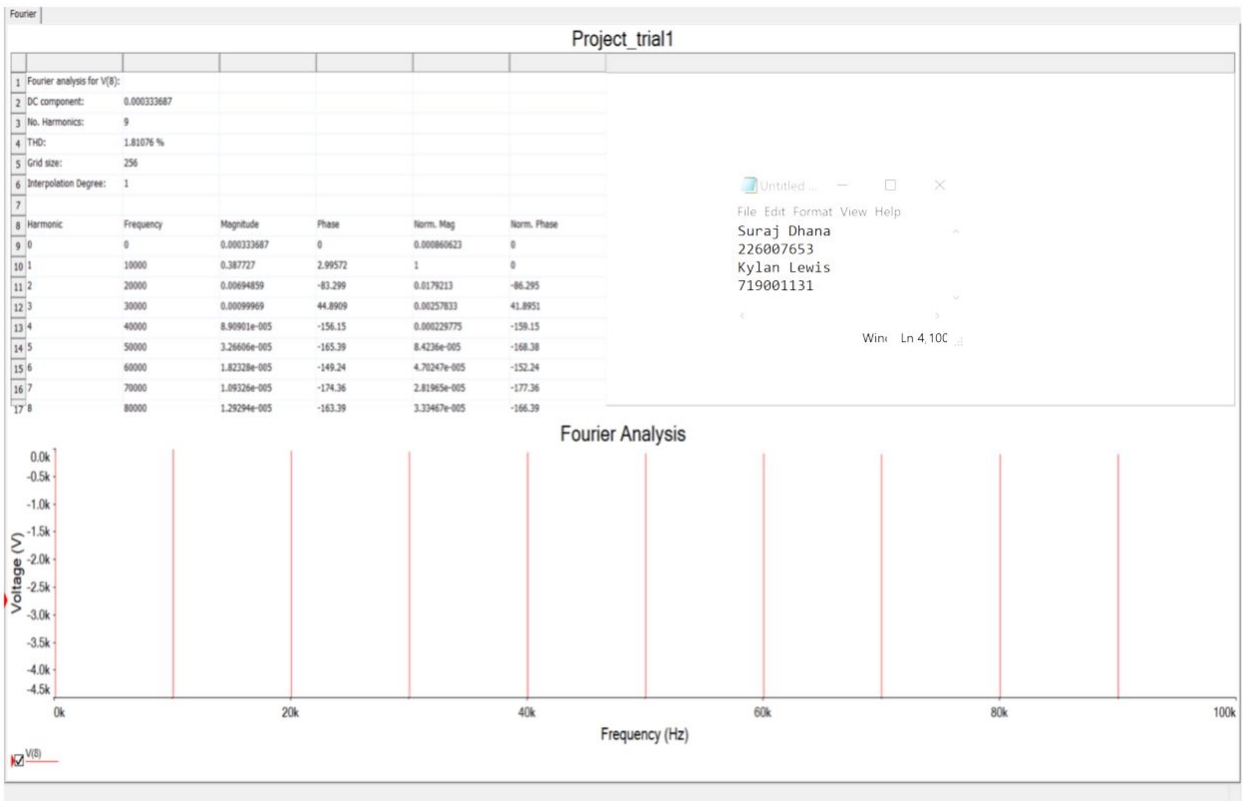 Fourier
Project_trial1
1 Fourier analysis for V(8):
2 DC component: 0.000333687
3 No. Harmonics: 9
4 THD: 1.81076 %
5 Grid size: 256
6 Interpolation Degree: 1
7
8 Harmonic Frequency Magnitude Phase Norm. Mag Norm. Phase
9 0 0 0.000333687 0 0.000860623 0
10 1 10000 0.387727 2.99572 1 0
11 2 20000 0.00694859 -83.299 0.0179213 -86.295
12 3 30000 0.00099969 44.8909 0.00257833 41.8951
13 4 40000 8.90901e-005 -156.15 0.000229775 -159.15
14 5 50000 3.26606e-005 -165.39 8.4236e-005 -168.38
15 6 60000 1.82328e-005 -149.24 4.70247e-005 -152.24
16 7 70000 1.09326e-005 -174.36 2.81965e-005 -177.36
17 8 80000 1.29294e-005 -163.39 3.33467e-005 -166.39
Untitled ...
File Edit Format View Help
Suraj Dhana
226007653
Kylan Lewis
719001131
Ln 4, 100
Fourier Analysis
Voltage (V)
0.0k
-0.5k
-1.0k
-1.5k
-2.0k
-2.5k
-3.0k
-3.5k
-4.0k
-4.5k
0k 20k 40k 60k 80k 100k
Frequency (Hz)
V(8)